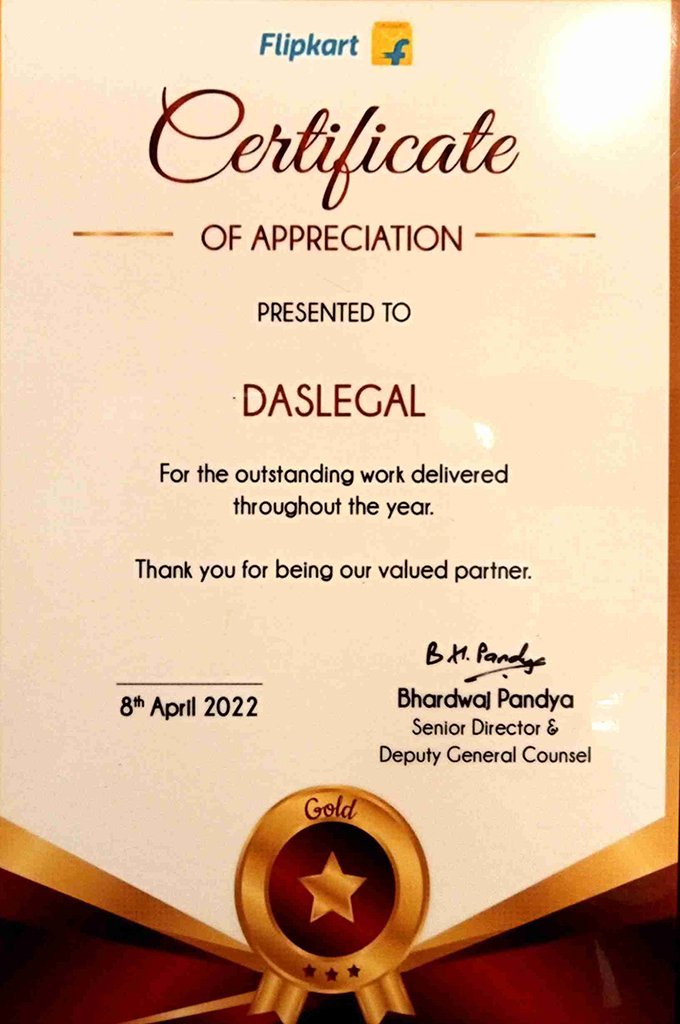 Flipkart
Certificate
OF APPRECIATION
PRESENTED TO
DASLEGAL
For the outstanding work delivered
throughout the year.
Thank you for being our valued partner.
B.H. Pandya
8th April 2022
Bhardwaj Pandya
Senior Director &
Deputy General Counsel
Gold